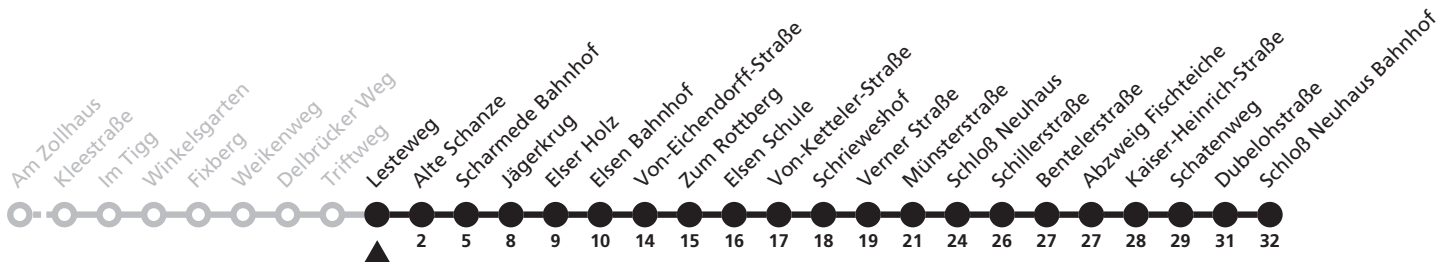 Am Zollhaus
Kleestraße
Im Tigg
Winkelsgarten
Fixberg
Weikenweg
Delbrücker Weg
Triftweg
Lesteweg
Alte Schanze
Scharmede Bahnhof
Jägerkrug
Elser Holz
Elsen Bahnhof
Von-Eichendorff-Straße
Zum Rottberg
Elsen Schule
Von-Ketteler-Straße
Schrieweshof
Verner Straße
Münsterstraße
Schloß Neuhaus
Schillerstraße
Bentelerstraße
Abzweig Fischteiche
Kaiser-Heinrich-Straße
Schatenweg
Dubelohstraße
Schloß Neuhaus Bahnhof
2 5 8 9 10 14 15 16 17 18 19 21 24 26 27 27 28 29 31 32